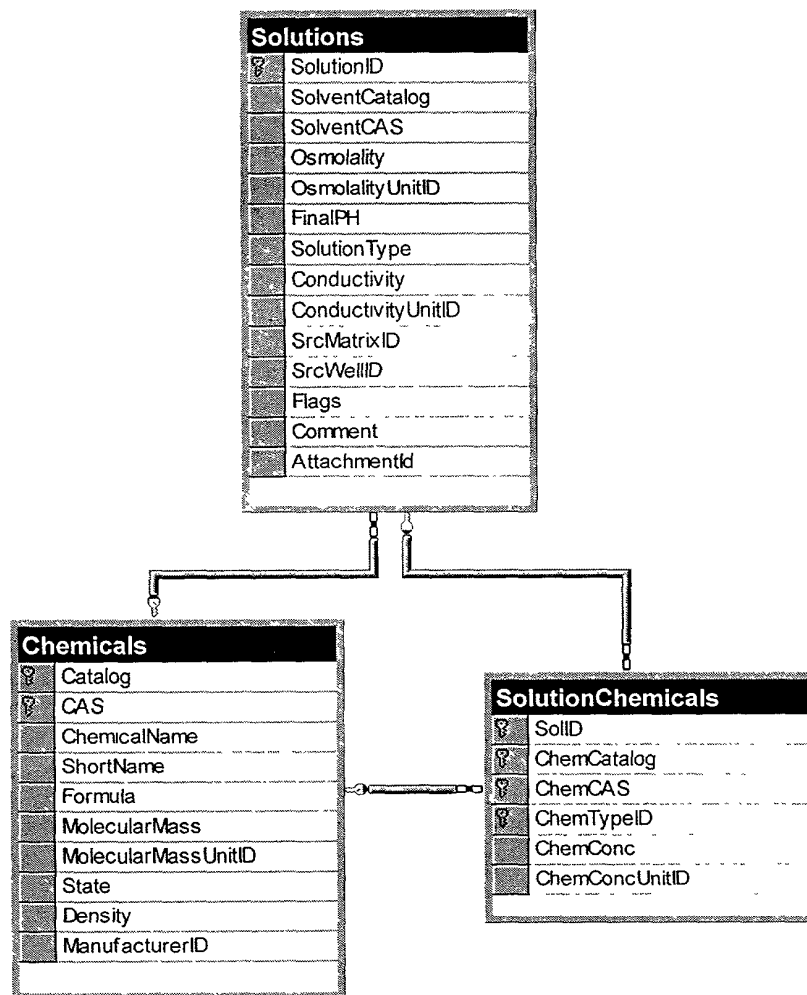 Solutions
SolutionID
SolventCatalog
SolventCAS
Osmolality
OsmolalityUnitID
FinalPH
SolutionType
Conductivity
ConductivityUnitID
SrcMatrixID
SrcWellID
Flags
Comment
AttachmentId
Chemicals
Catalog
CAS
ChemicalName
ShortName
Formula
MolecularMass
MolecularMassUnitID
State
Density
ManufacturerID
SolutionChemicals
SolID
ChemCatalog
ChemCAS
ChemTypeID
ChemConc
ChemConcUnitID